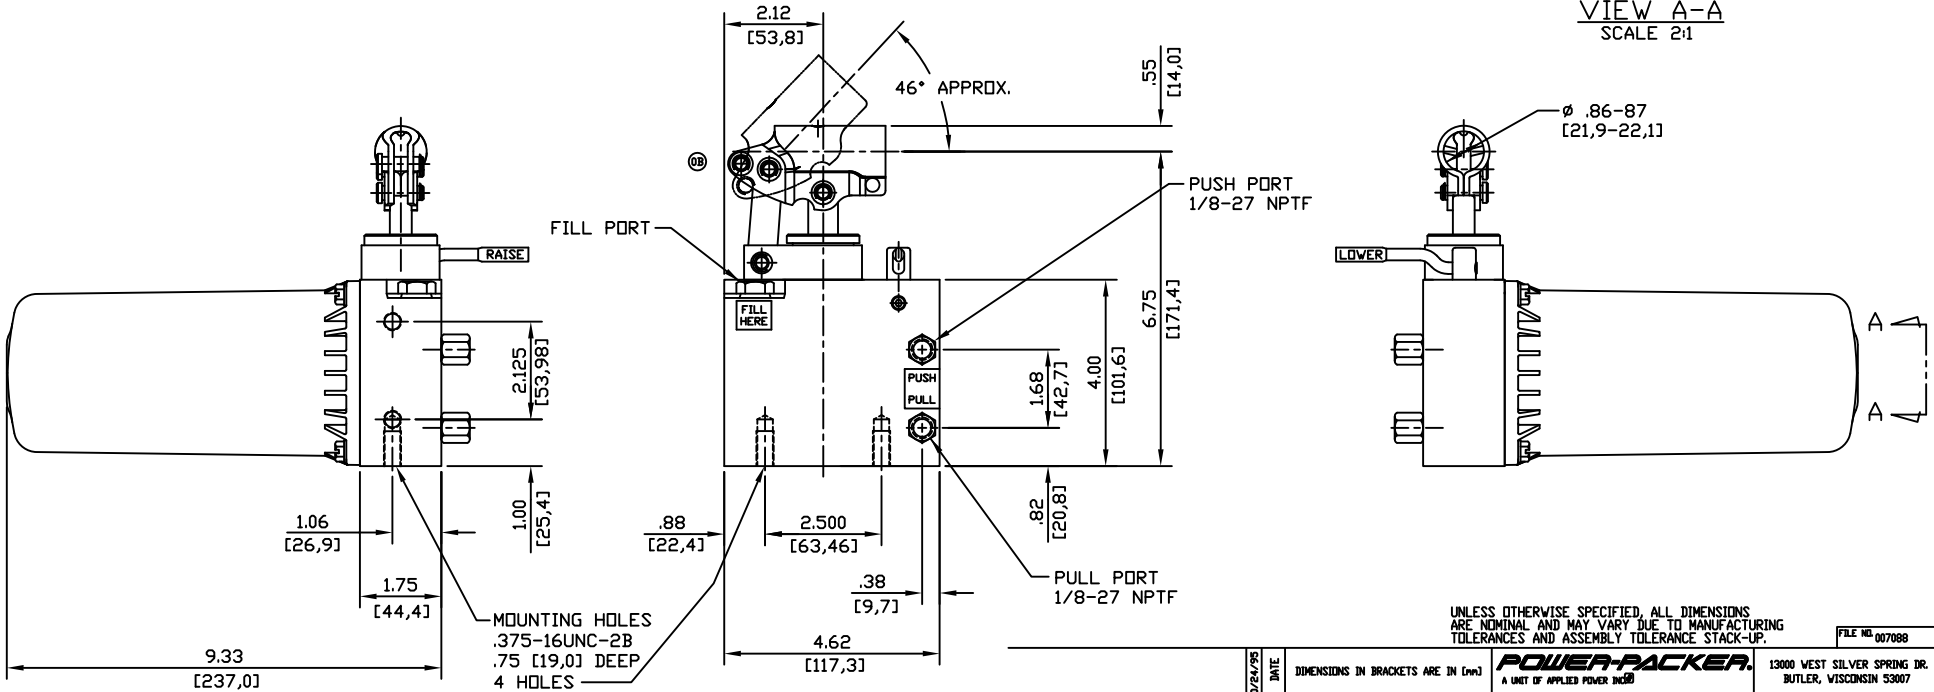 2.12
[53,8]
VIEW A-A
SCALE 2:1
.55
[14,0]
46° APPROX.
Ø .86-87
[21,9-22,1]
0B
PUSH PORT
1/8-27 NPTF
FILL PORT
RAISE
LOWER
FILL
HERE
2.125
[53,98]
6.75
[171,4]
4.00
[101,6]
1.68
[42,7]
PUSH
PULL
A
A
1.06
[26,9]
1.00
[25,4]
.88
[22,4]
2.500
[63,46]
.82
[20,8]
1.75
[44,4]
.38
[9,7]
PULL PORT
1/8-27 NPTF
MOUNTING HOLES
.375-16UNC-2B
.75 [19,0] DEEP
4 HOLES
4.62
[117,3]
9.33
[237,0]
UNLESS OTHERWISE SPECIFIED, ALL DIMENSIONS
ARE NOMINAL AND MAY VARY DUE TO MANUFACTURING
TOLERANCES AND ASSEMBLY TOLERANCE STACK-UP.
FILE NO. 007088
DATE
DIMENSIONS IN BRACKETS ARE IN [mm]
POWER-PACKER.
A UNIT OF APPLIED POWER INC.
13000 WEST SILVER SPRING DR.
BUTLER, WISCONSIN 53007